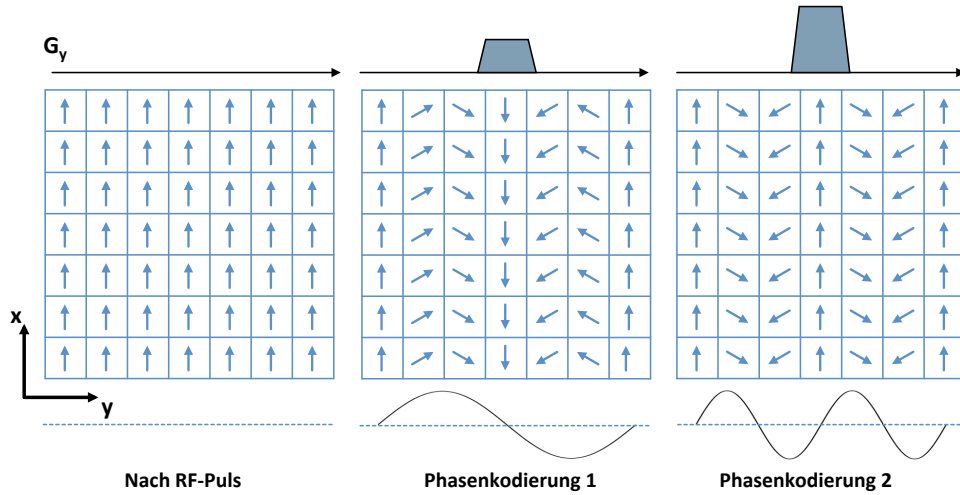 Gy
x
y
Nach RF-Puls
Phasenkodierung 1
Phasenkodierung 2